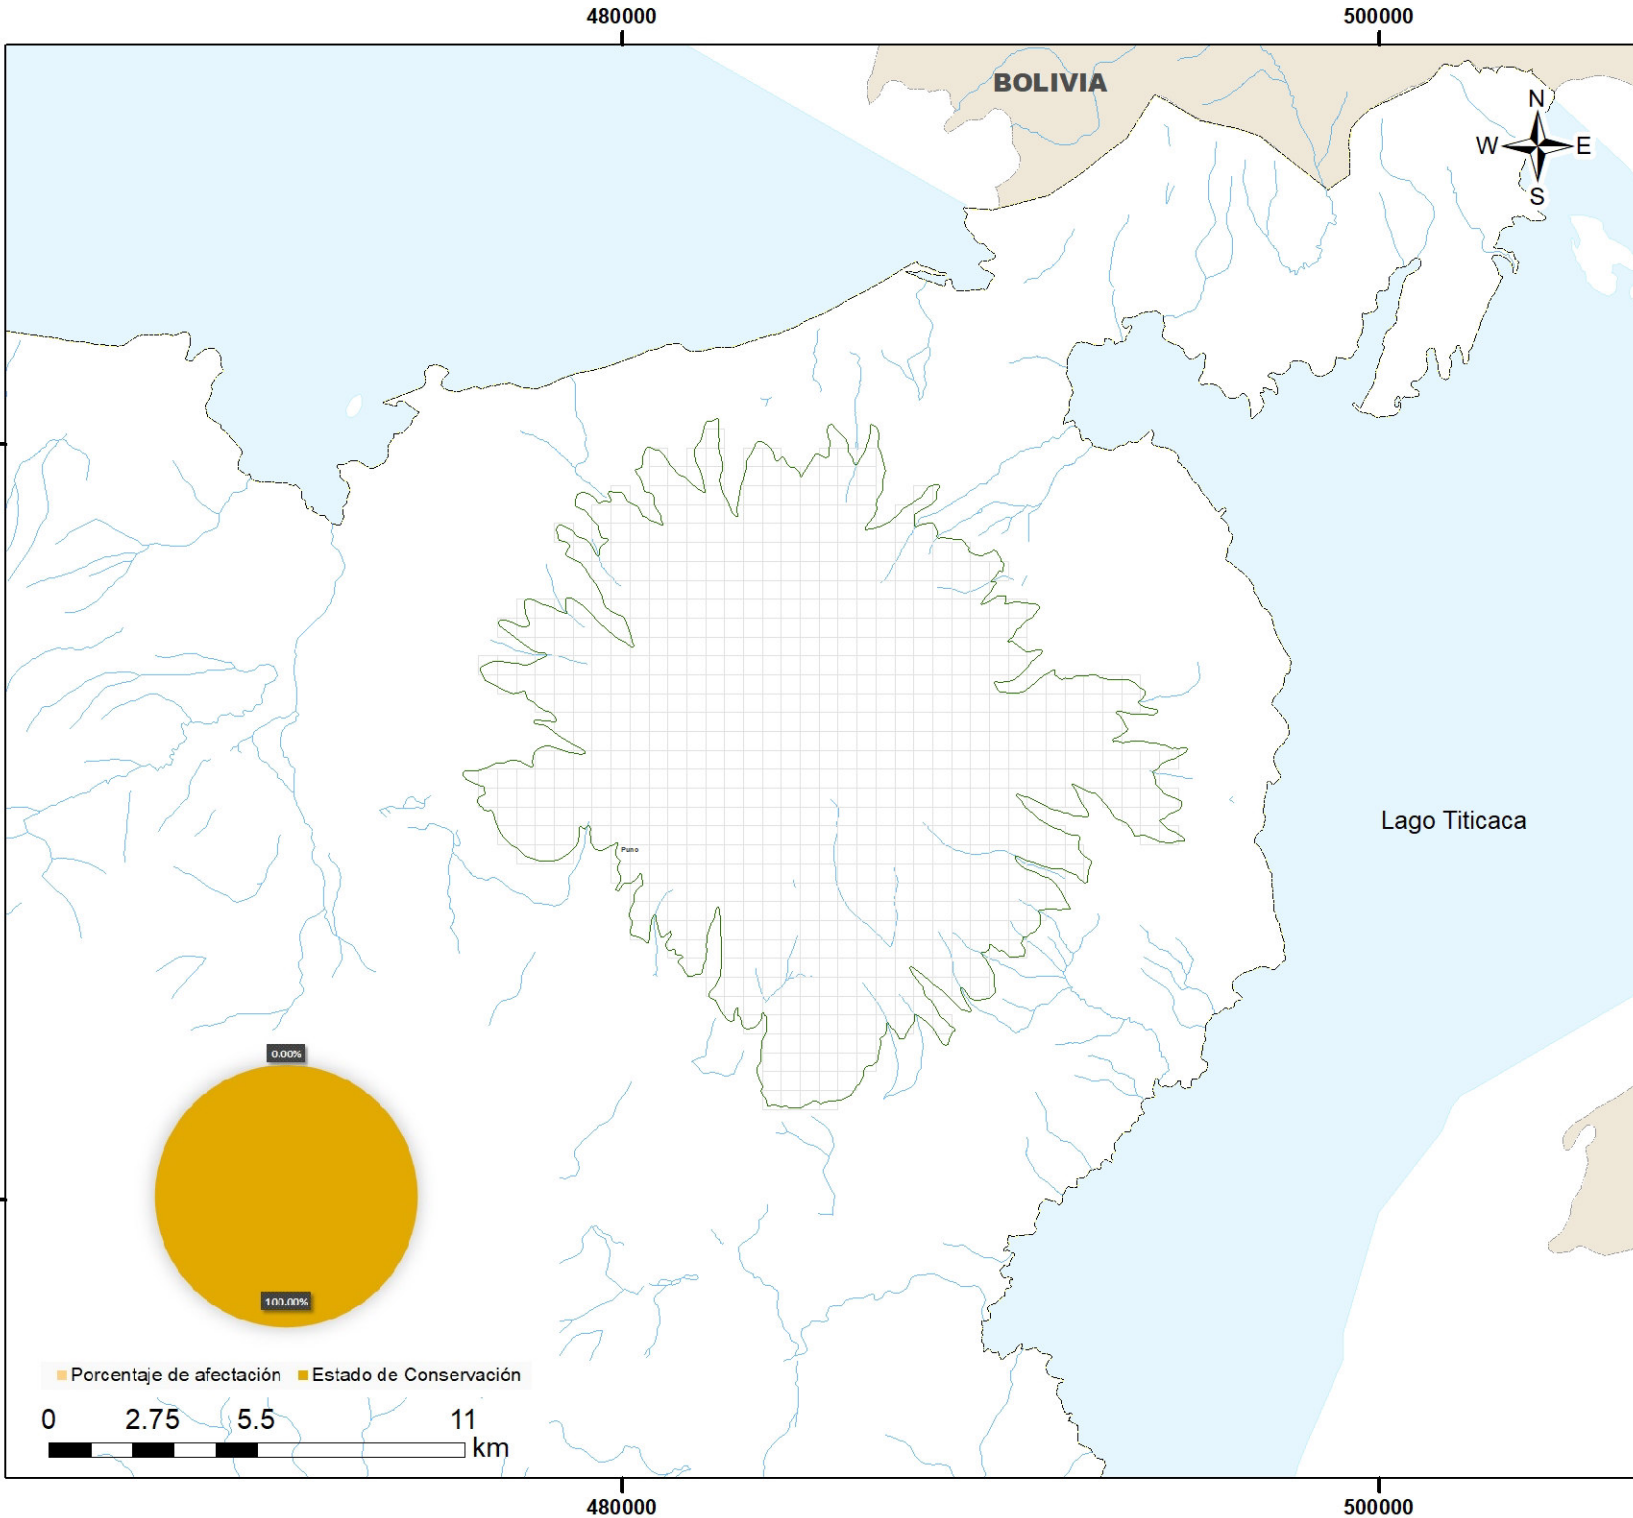 480000 500000
BOLIVIA
N
W E
S
Lago Titicaca
Puno
0.00%
100.00%
Porcentaje de afectación Estado de Conservación
0 2.75 5.5 11
km
480000 500000